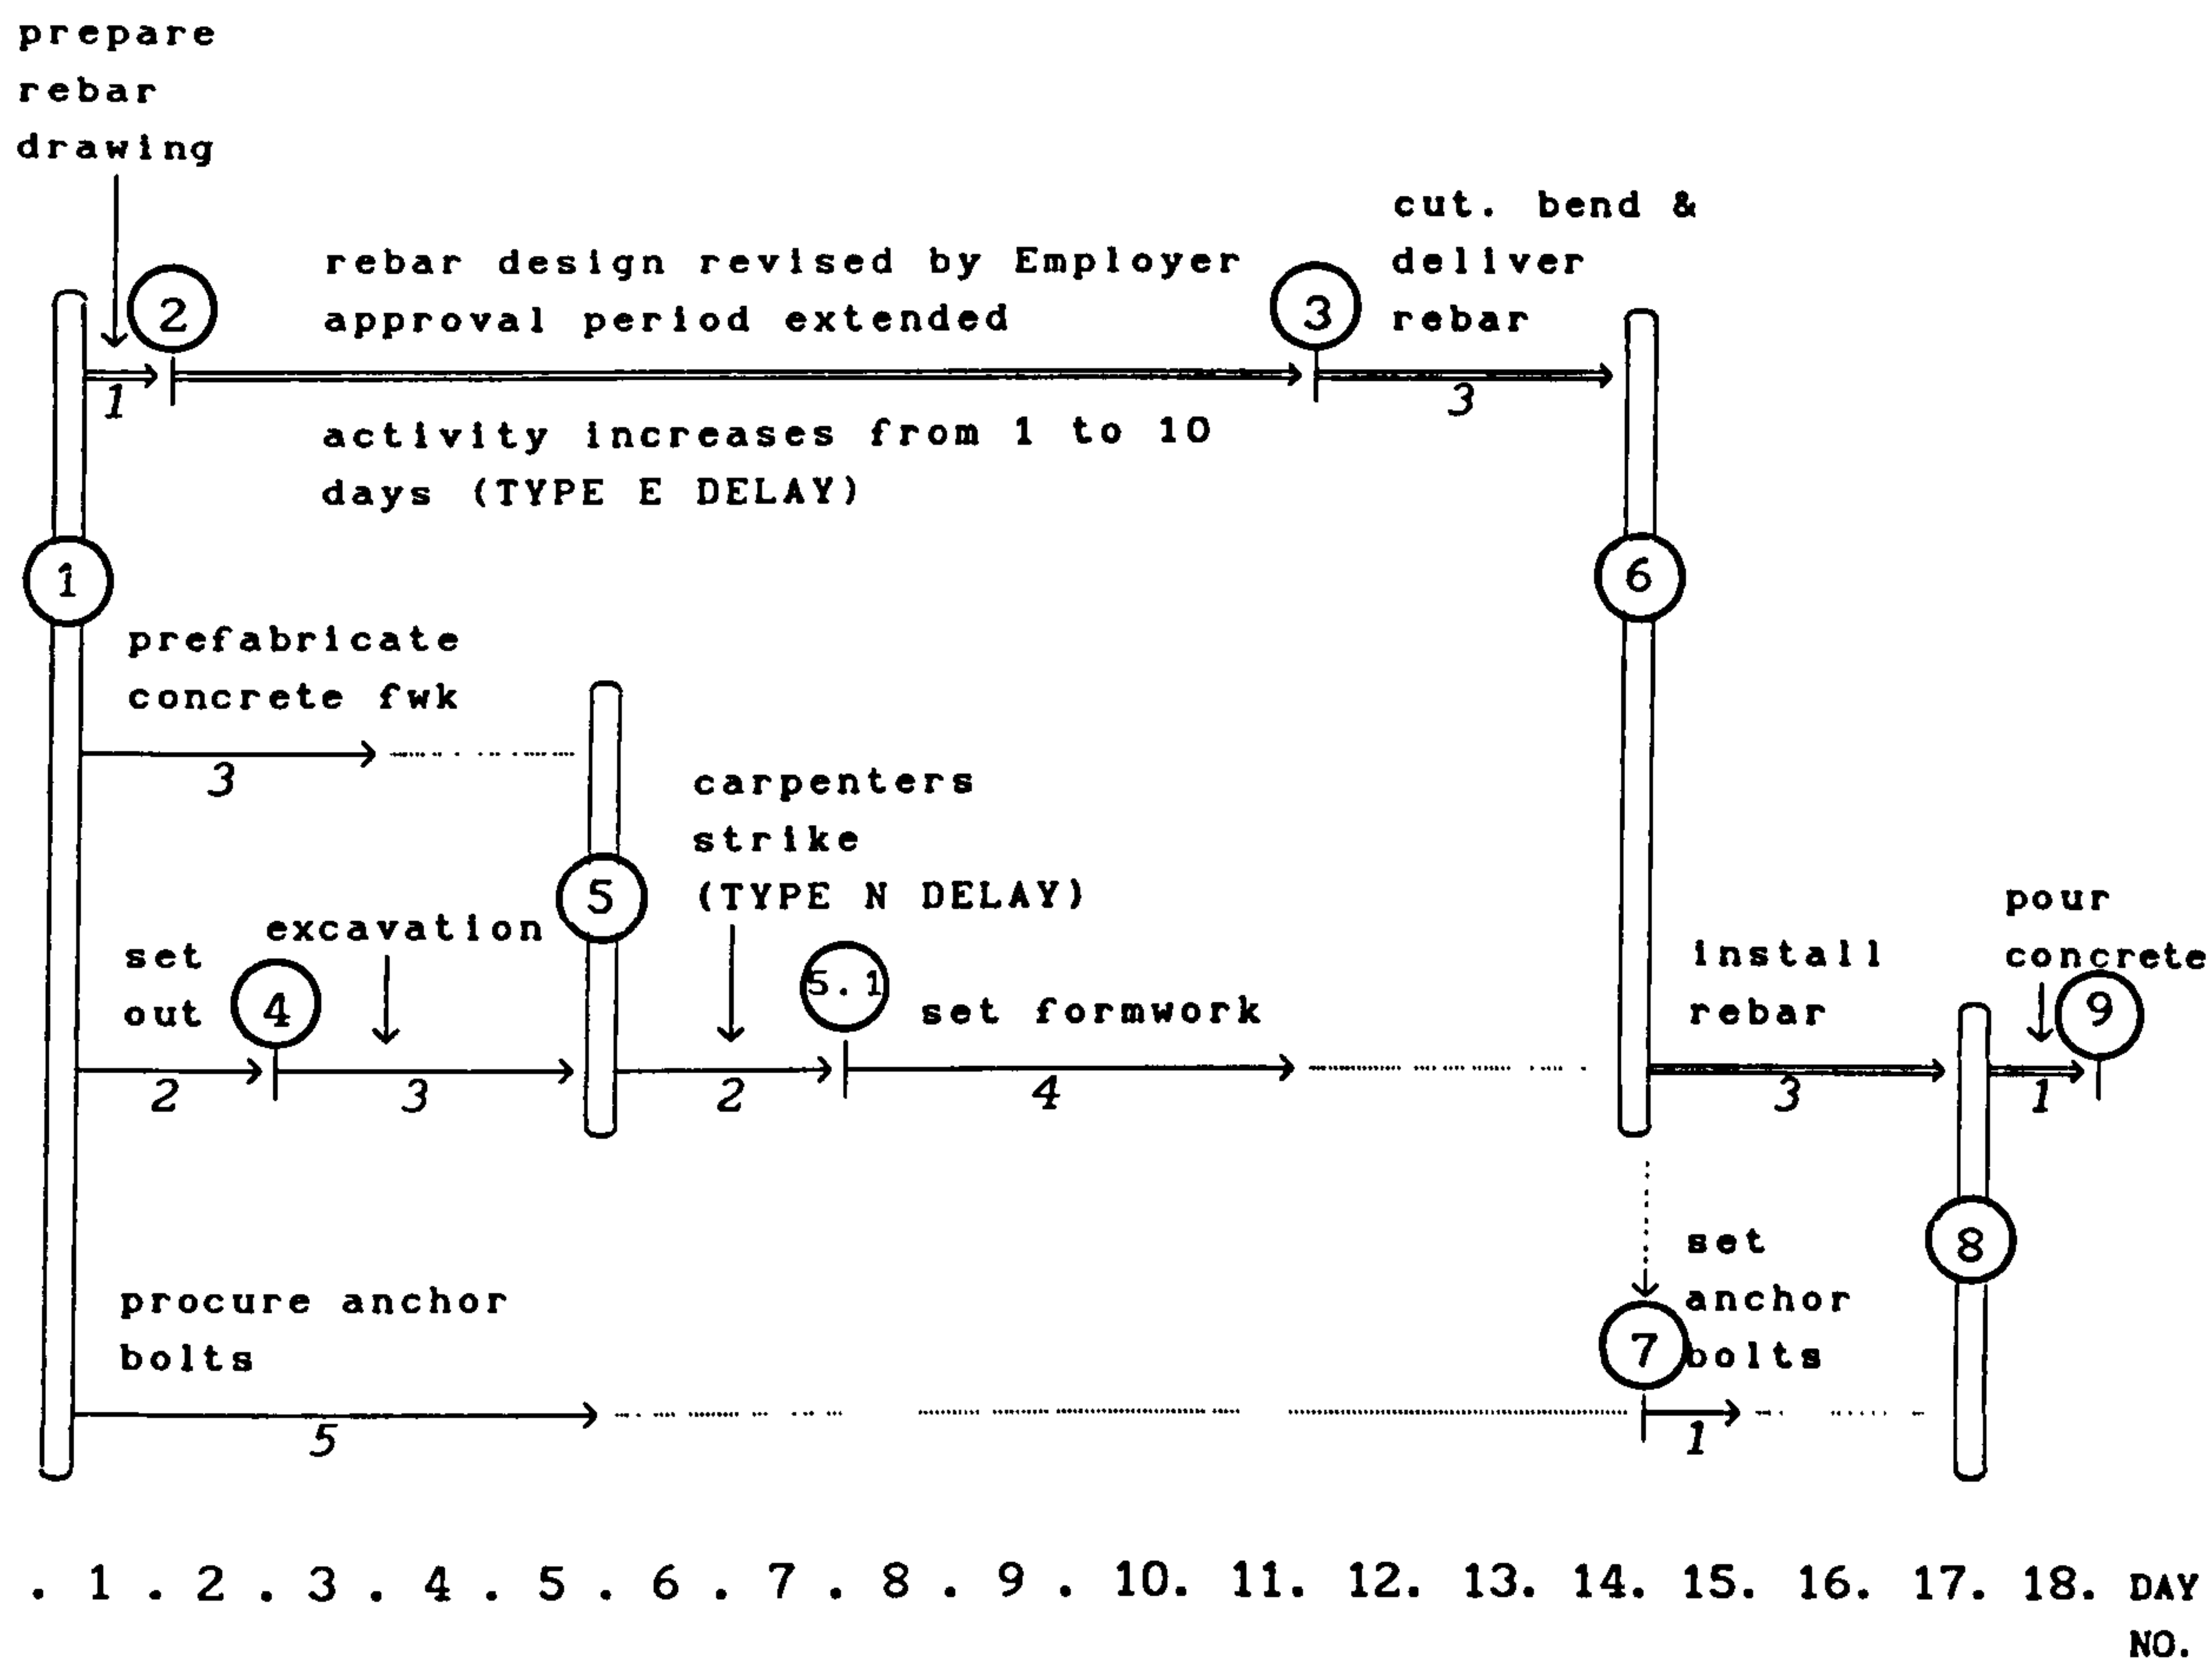 prepare
rebar
drawing
cut. bend &
deliver
rebar
rebar design revised by Employer
approval period extended
2
3
1
3
activity increases from 1 to 10
days (TYPE E DELAY)
1
6
prefabricate
concrete fwk
3
carpenters
strike
(TYPE N DELAY)
5
excavation
set
out
4
5.1
set formwork
install
rebar
pour
concrete
9
2
3
2
4
3
1
8
set
anchor
bolts
7
procure anchor
bolts
5
1
. 1 . 2 . 3 . 4 . 5 . 6 . 7 . 8 . 9 . 10. 11. 12. 13. 14. 15. 16. 17. 18. DAY
NO.